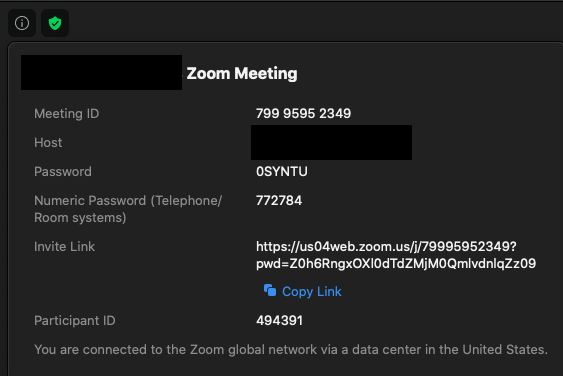 Zoom Meeting
Meeting ID 799 9595 2349
Host
Password 0SYNTU
Numeric Password (Telephone/ 772784
Room systems)
Invite Link https://us04web.zoom.us/j/79995952349?
pwd=Z0h6RngxOXI0dTdZMjM0QmlvdnlqZz09
Copy Link
Participant ID 494391
You are connected to the Zoom global network via a data center in the United States.